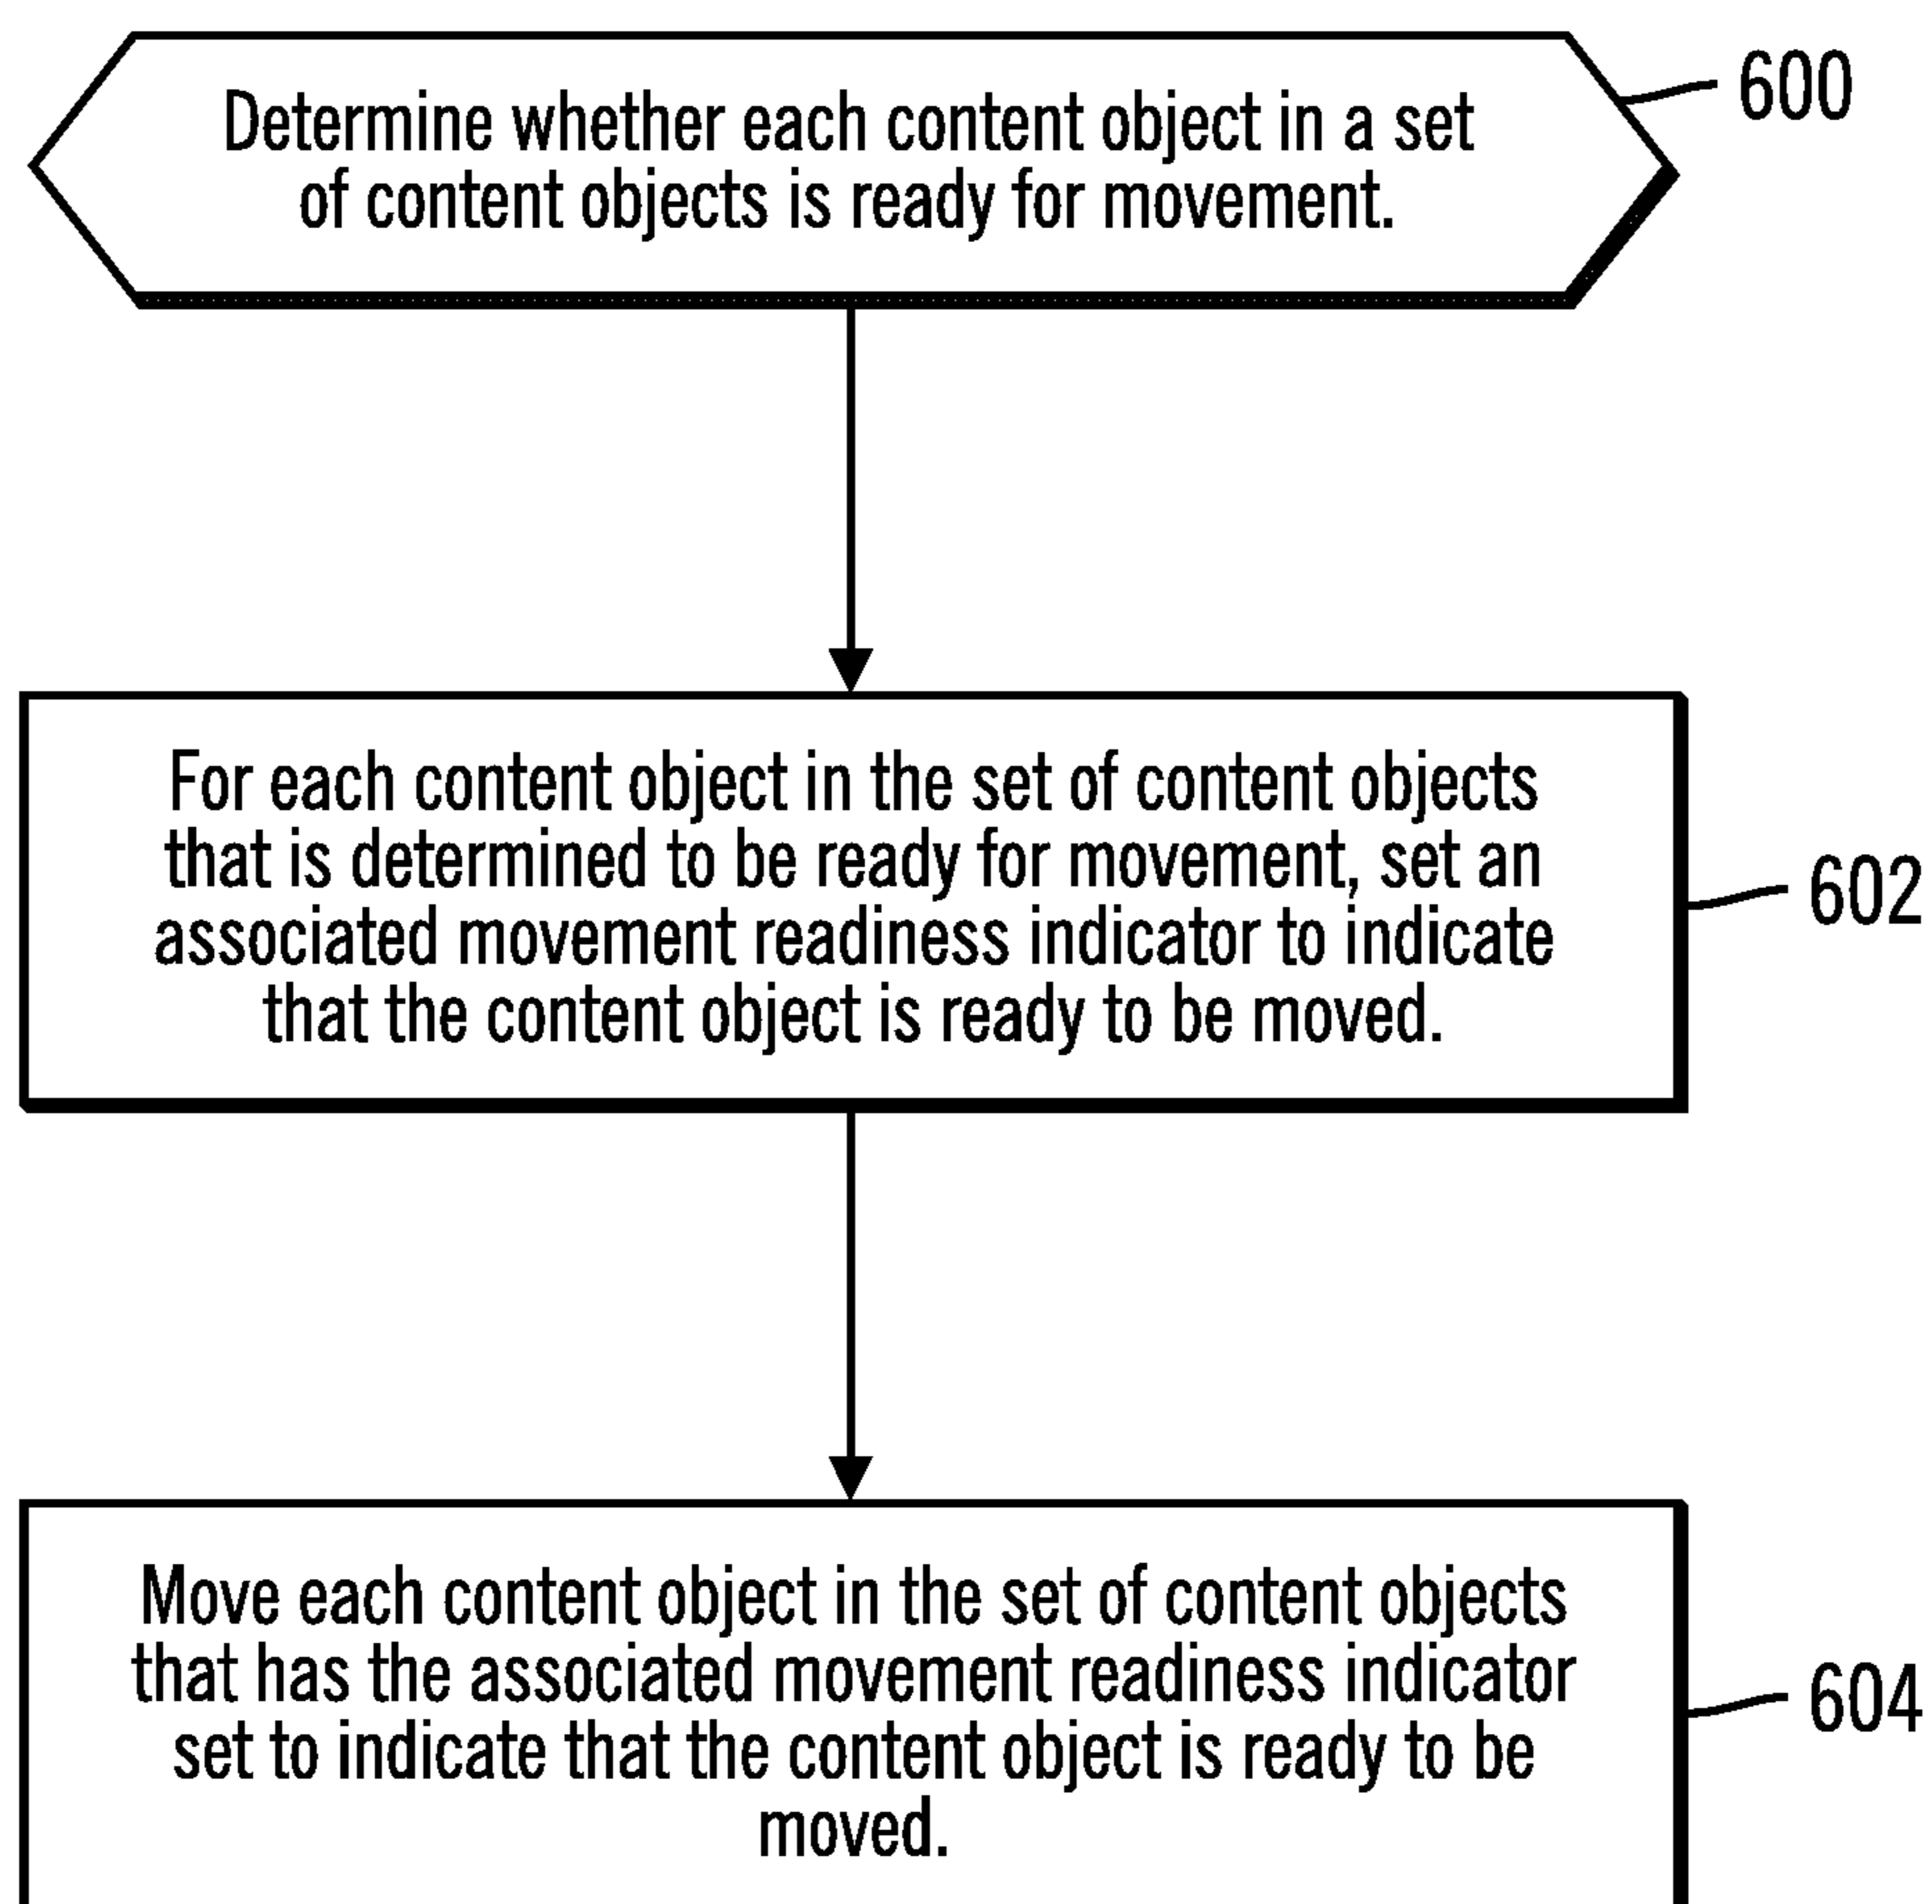 Determine whether each content object in a set
of content objects is ready for movement.
600
For each content object in the set of content objects
that is determined to be ready for movement, set an
associated movement readiness indicator to indicate
that the content object is ready to be moved.
602
Move each content object in the set of content objects
that has the associated movement readiness indicator
set to indicate that the content object is ready to be
moved.
604